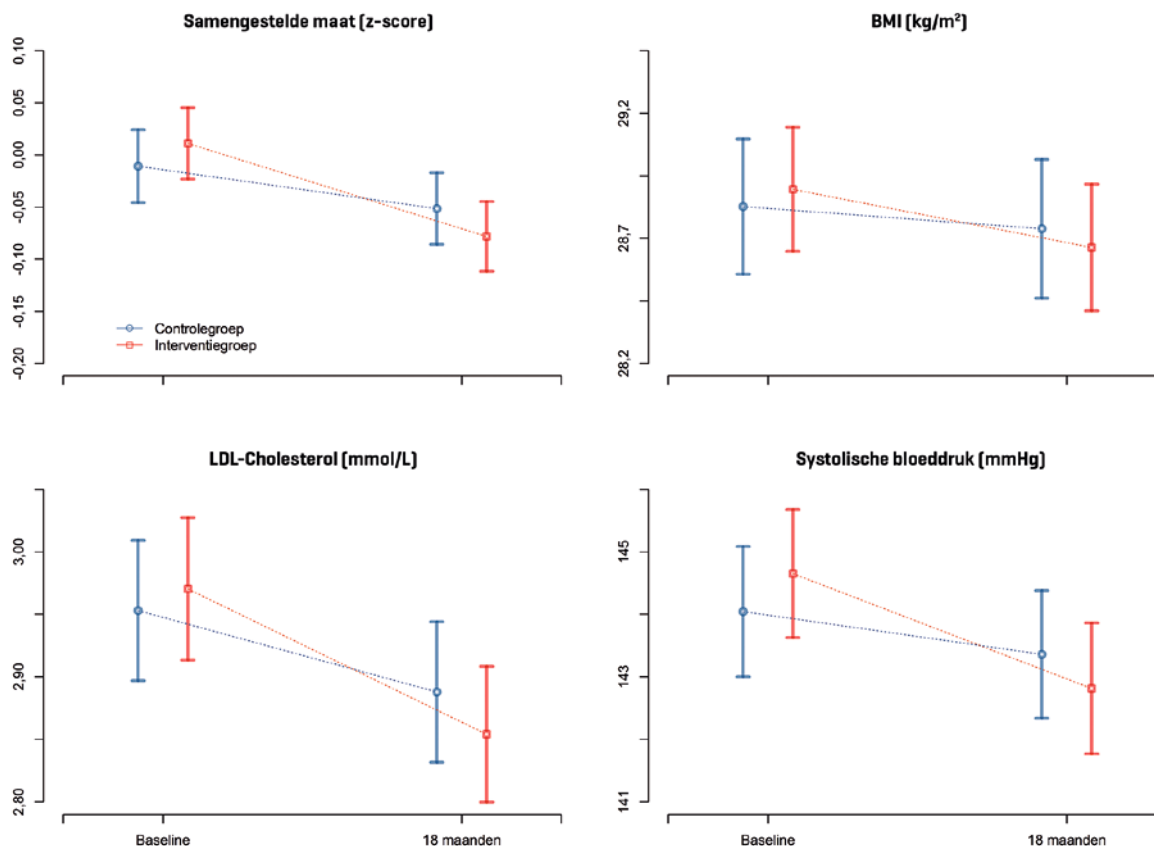 Samengestelde maat (z-score)
0,10
0,05
0,00
-0,05
-0,10
-0,15
-0,20
Controlegroep
Interventiegroep
BMI (kg/m²)
29,2
28,7
28,2
LDL-Cholesterol (mmol/L)
3,00
2,90
2,80
Baseline
18 maanden
Systolische bloeddruk (mmHg)
145
143
141
Baseline
18 maanden